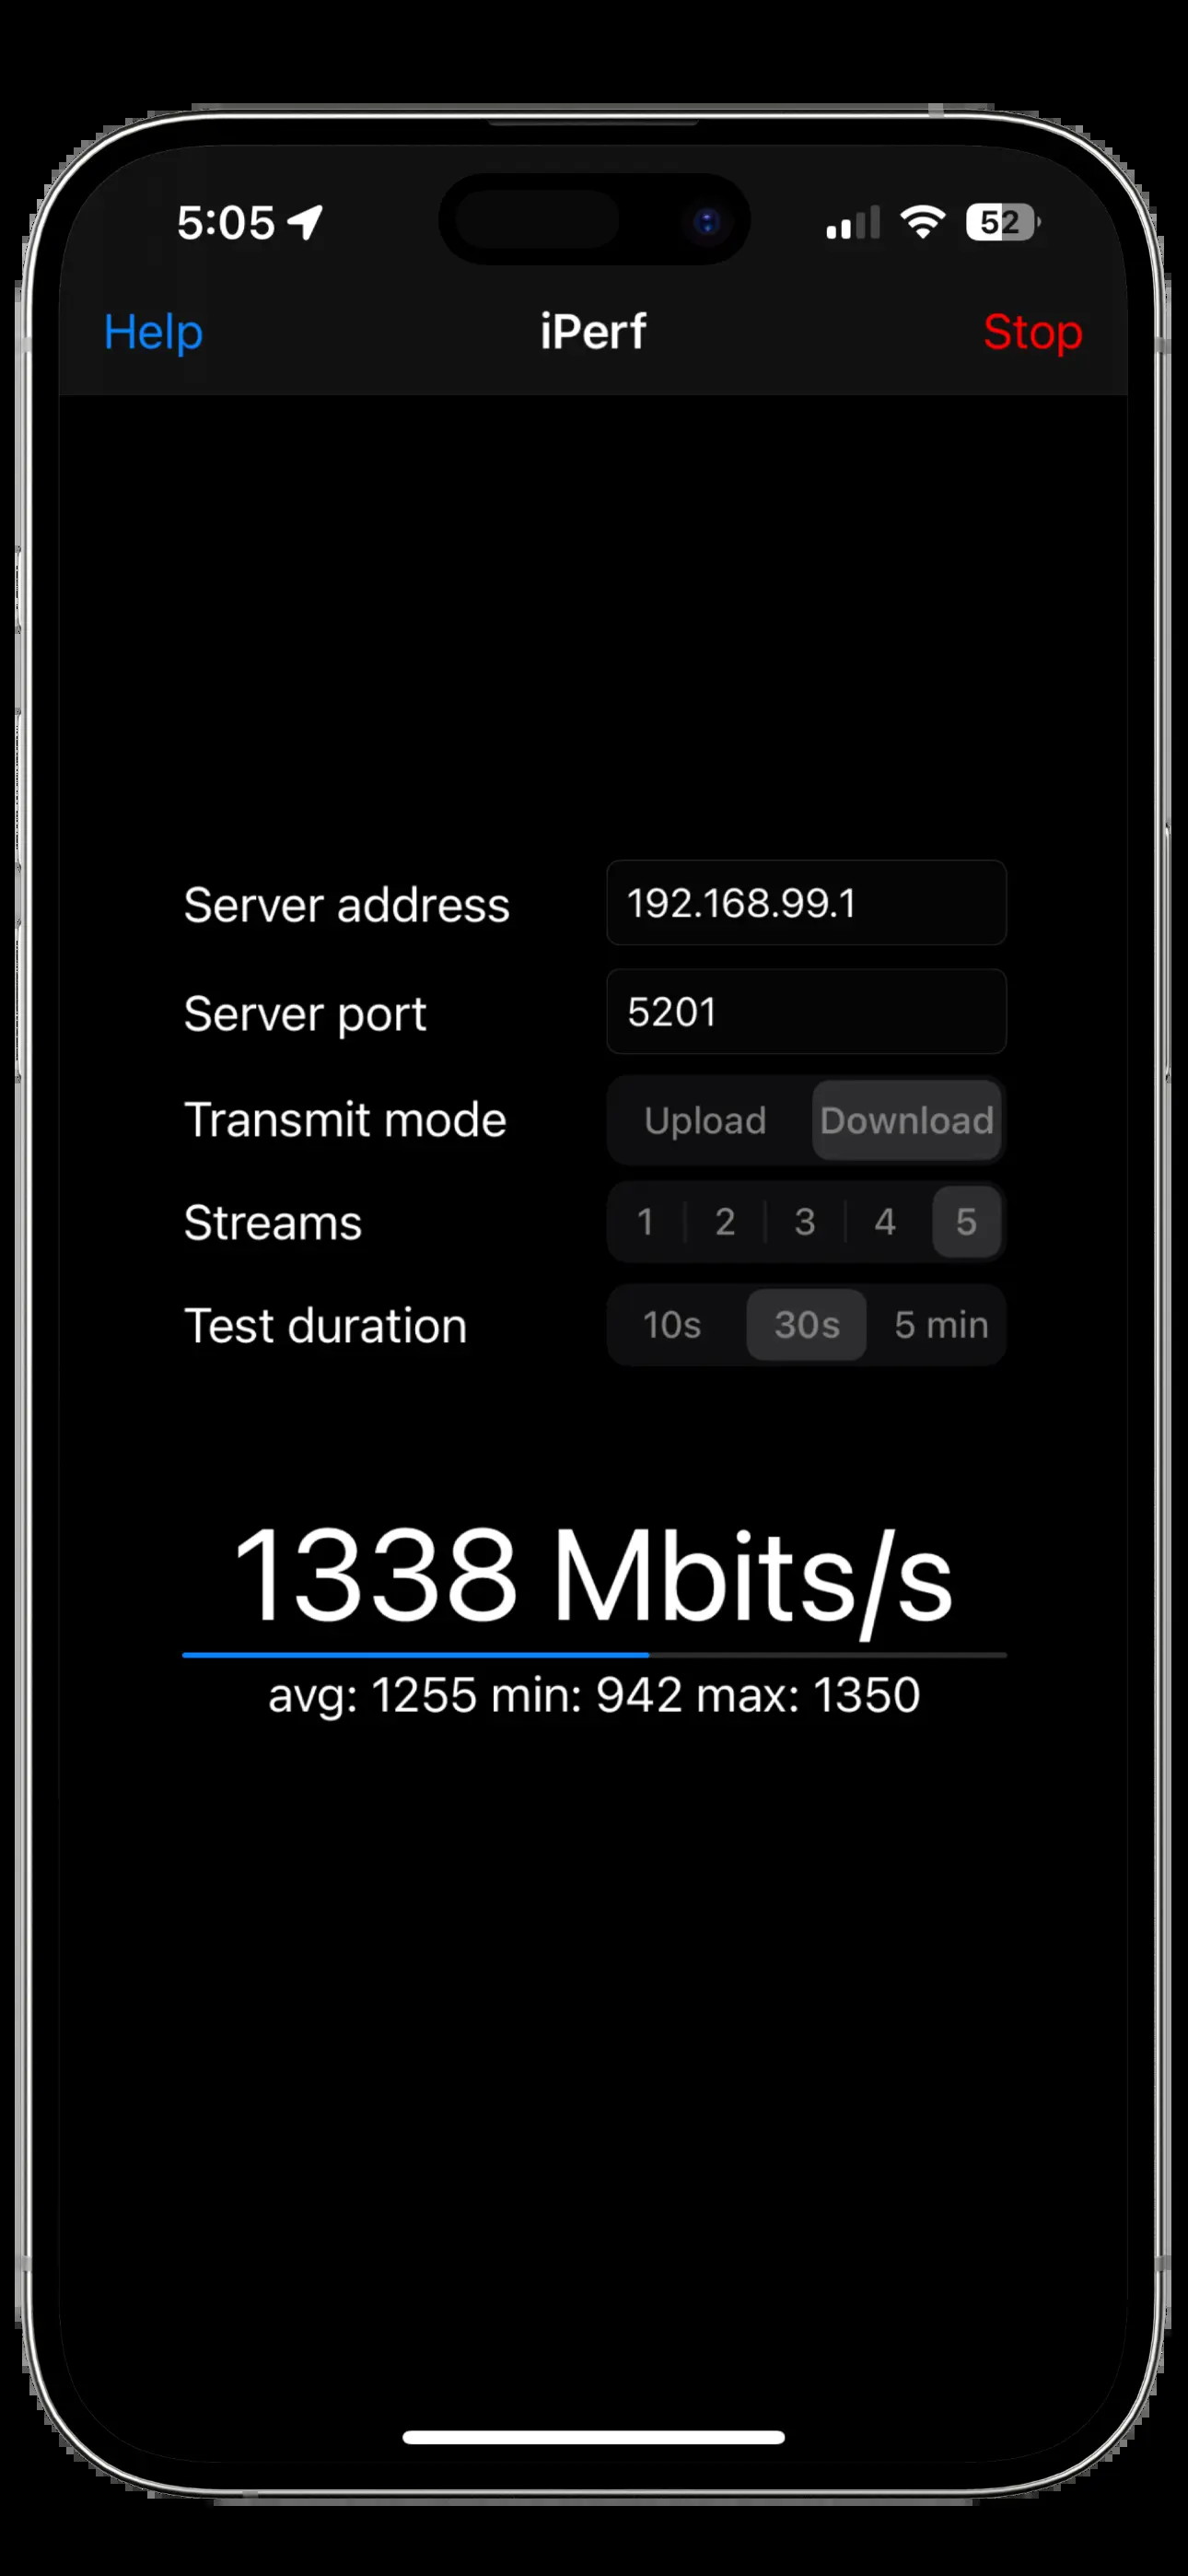 5:05 52
Help iPerf Stop
Server address 192.168.99.1
Server port 5201
Transmit mode Upload Download
Streams 1 2 3 4 5
Test duration 10s 30s 5 min
1338 Mbits/s
avg: 1255 min: 942 max: 1350